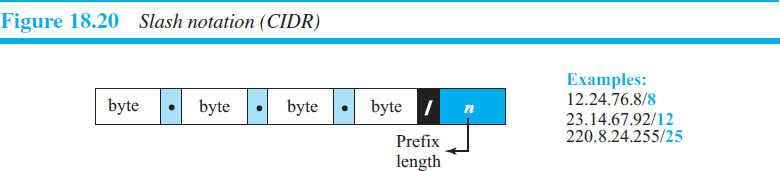 Figure 18.20 Slash notation (CIDR)
byte . byte . byte . byte / n
Prefix
length
Examples:
12.24.76.8/8
23.14.67.92/12
220.8.24.255/25